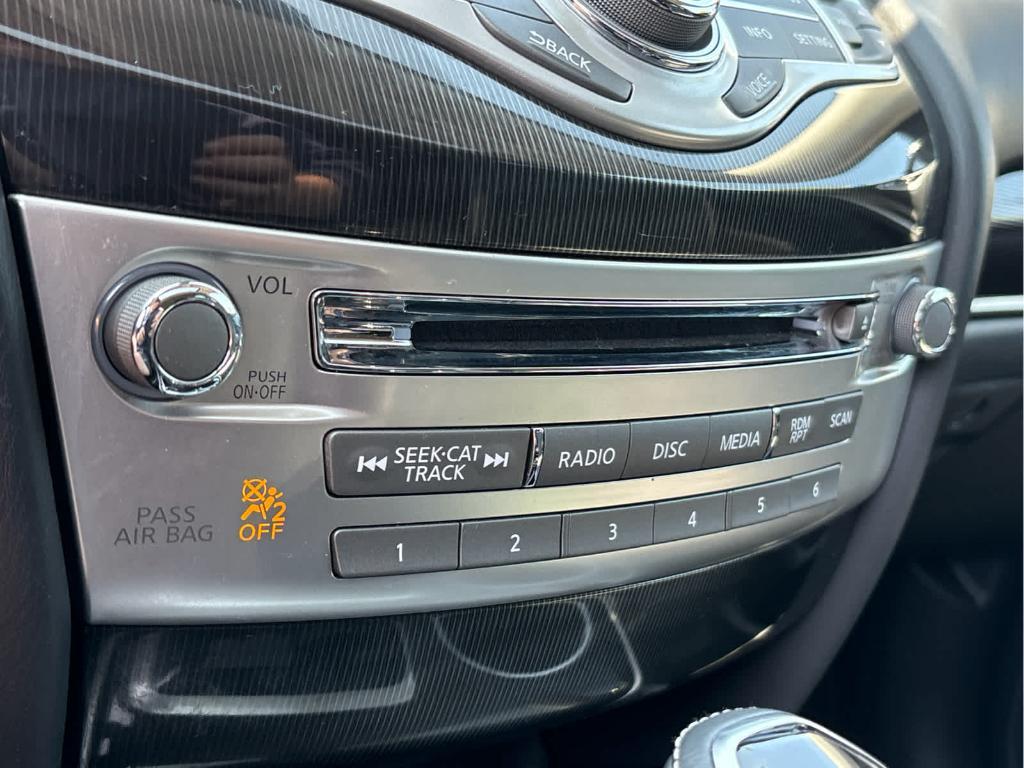 BACK
INFO
SETTING
VOICE
VOL
PUSH
ON·OFF
SEEK·CAT
TRACK
RADIO
DISC
MEDIA
RDM
RPT
SCAN
PASS
AIR BAG
2
OFF
1
2
3
4
5
6